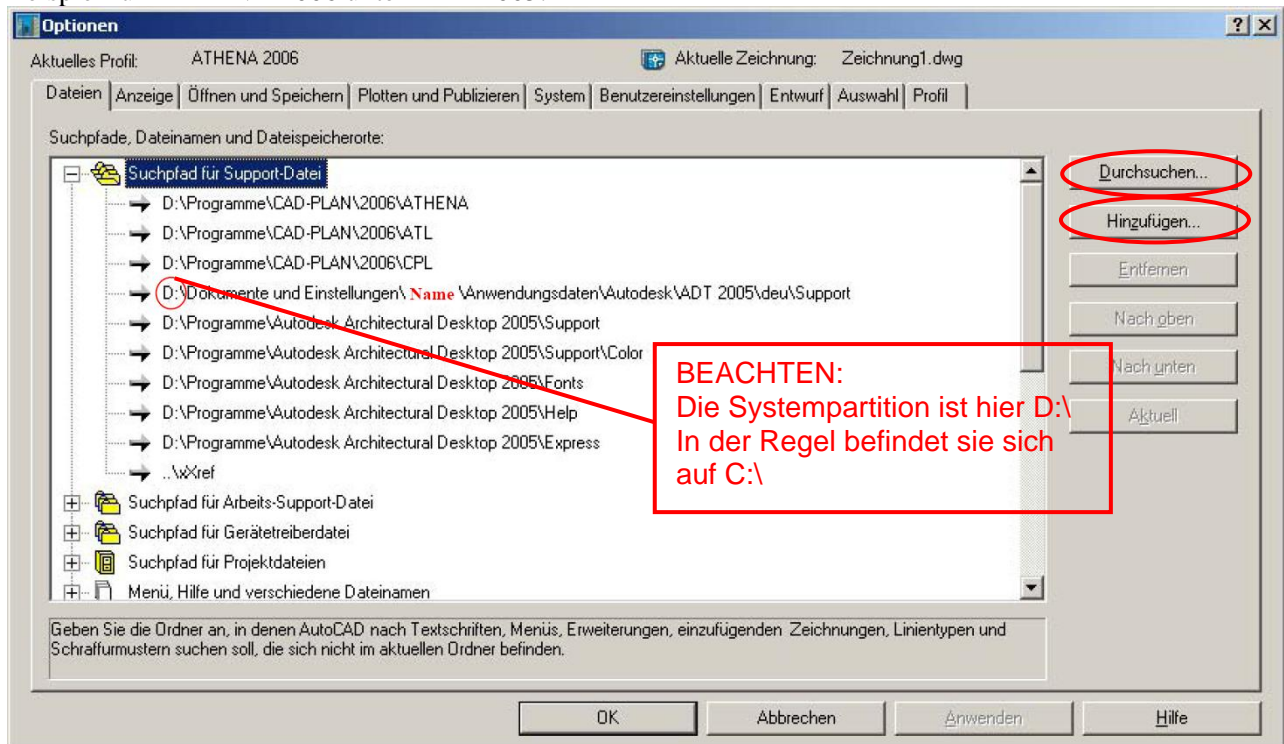 Optionen
Aktuelles Profil: ATHENA 2006 Aktuelle Zeichnung: Zeichnung1.dwg
Dateien Anzeige Öffnen und Speichern Plotten und Publizieren System Benutzereinstellungen Entwurf Auswahl Profil
Suchpfade, Dateinamen und Dateispeicherorte:
Suchpfad für Support-Datei
D:\Programme\CAD-PLAN\2006\ATHENA
D:\Programme\CAD-PLAN\2006\ATL
D:\Programme\CAD-PLAN\2006\CPL
D:\Dokumente und Einstellungen\ Name \Anwendungsdaten\Autodesk\ADT 2005\deu\Support
D:\Programme\Autodesk Architectural Desktop 2005\Support
D:\Programme\Autodesk Architectural Desktop 2005\Support\Color
D:\Programme\Autodesk Architectural Desktop 2005\Fonts
D:\Programme\Autodesk Architectural Desktop 2005\Help
D:\Programme\Autodesk Architectural Desktop 2005\Express
..\xXref
Suchpfad für Arbeits-Support-Datei
Suchpfad für Gerätetreiberdatei
Suchpfad für Projektdateien
Menü, Hilfe und verschiedene Dateinamen
Durchsuchen...
Hinzufügen...
Entfernen
Nach oben
Nach unten
Aktuell
BEACHTEN:
Die Systempartition ist hier D:\
In der Regel befindet sie sich
auf C:\
Geben Sie die Ordner an, in denen AutoCAD nach Textschriften, Menüs, Erweiterungen, einzufügenden Zeichnungen, Linientypen und
Schraffurmustern suchen soll, die sich nicht im aktuellen Ordner befinden.
OK Abbrechen Anwenden Hilfe